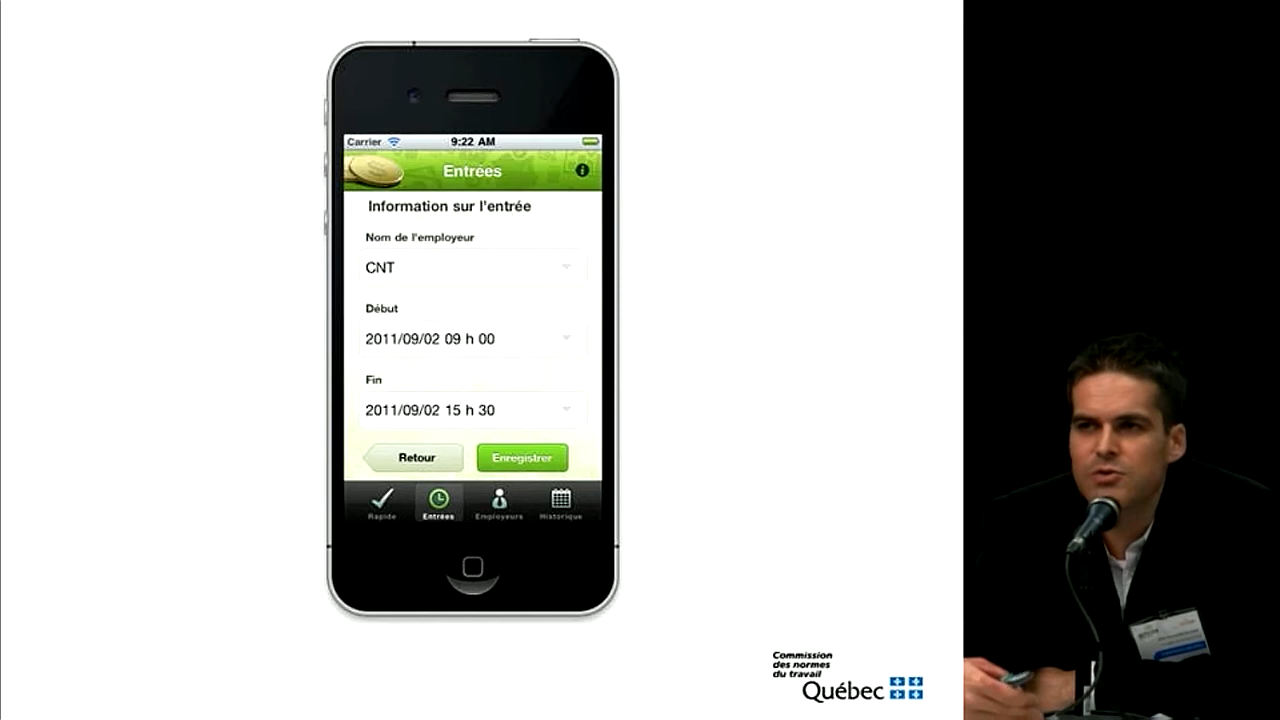 Carrier 9:22 AM
Entrées
Information sur l'entrée
Nom de l'employeur
CNT
Début
2011/09/02 09 h 00
Fin
2011/09/02 15 h 30
Retour Enregistrer
Rapide Entrées Employeurs Historique
Commission
des normes
du travail
Québec